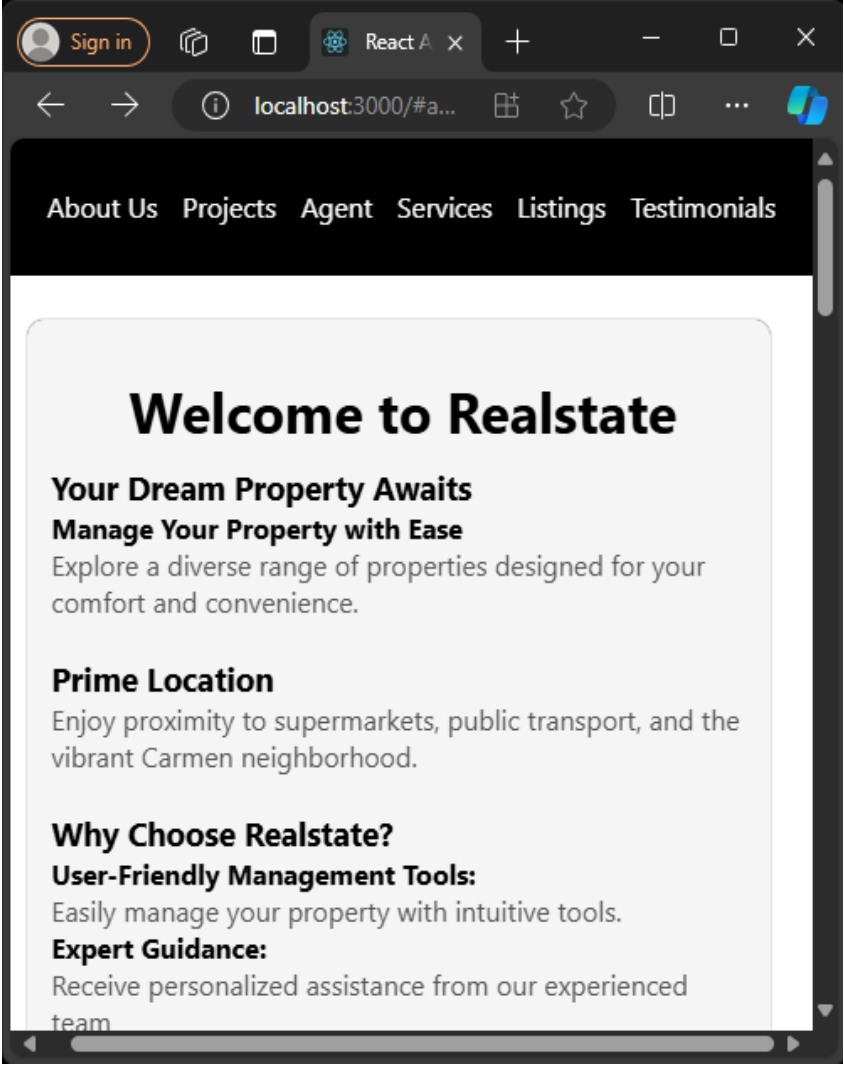 Sign in
React A
localhost:3000/#a...
About Us Projects Agent Services Listings Testimonials
Welcome to Realstate
Your Dream Property Awaits
Manage Your Property with Ease
Explore a diverse range of properties designed for your
comfort and convenience.
Prime Location
Enjoy proximity to supermarkets, public transport, and the
vibrant Carmen neighborhood.
Why Choose Realstate?
User-Friendly Management Tools:
Easily manage your property with intuitive tools.
Expert Guidance:
Receive personalized assistance from our experienced
team